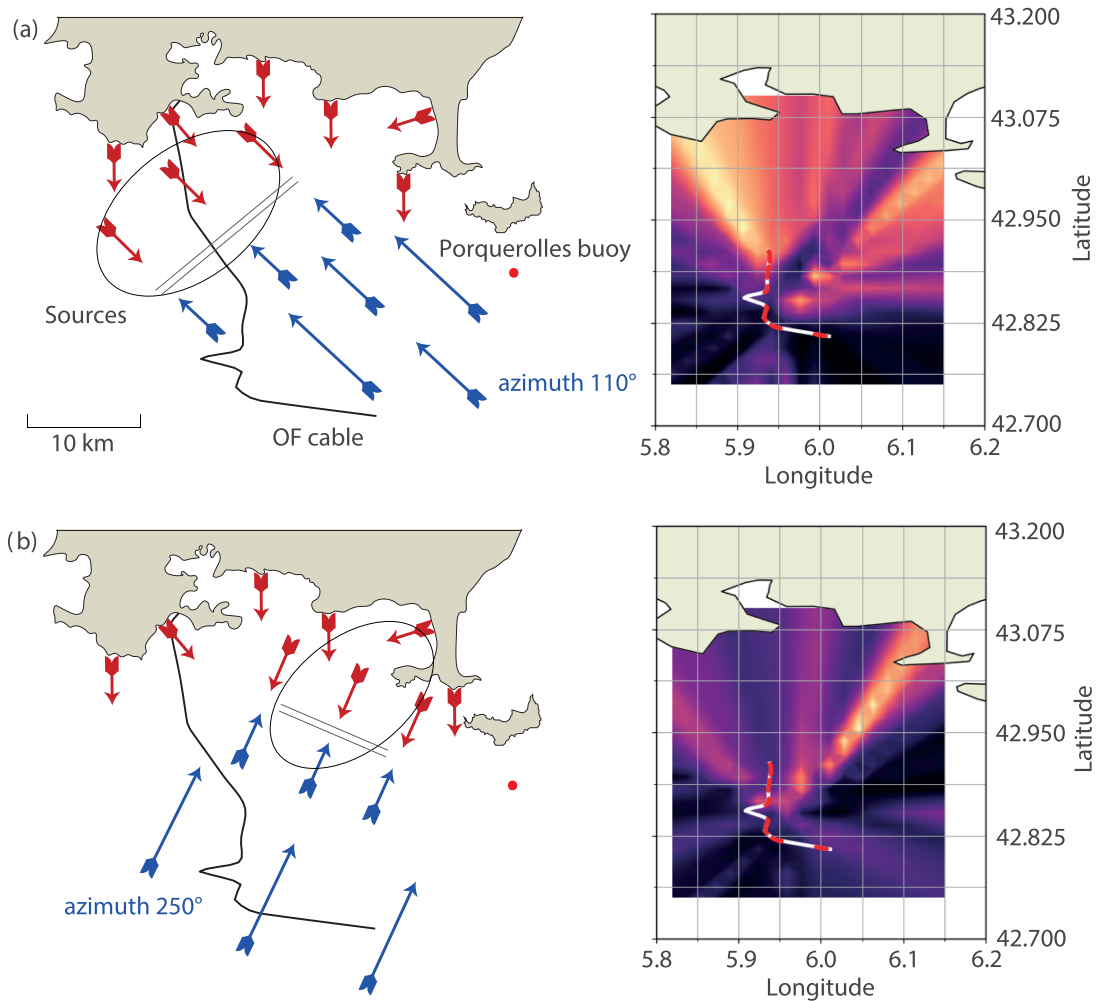 (a)
Porquerolles buoy
Sources
azimuth 110°
10 km
OF cable
43.200
43.075
42.950
42.825
42.700
Latitude
5.8 5.9 6.0 6.1 6.2
Longitude
(b)
azimuth 250°
43.200
43.075
42.950
42.825
42.700
Latitude
5.8 5.9 6.0 6.1 6.2
Longitude